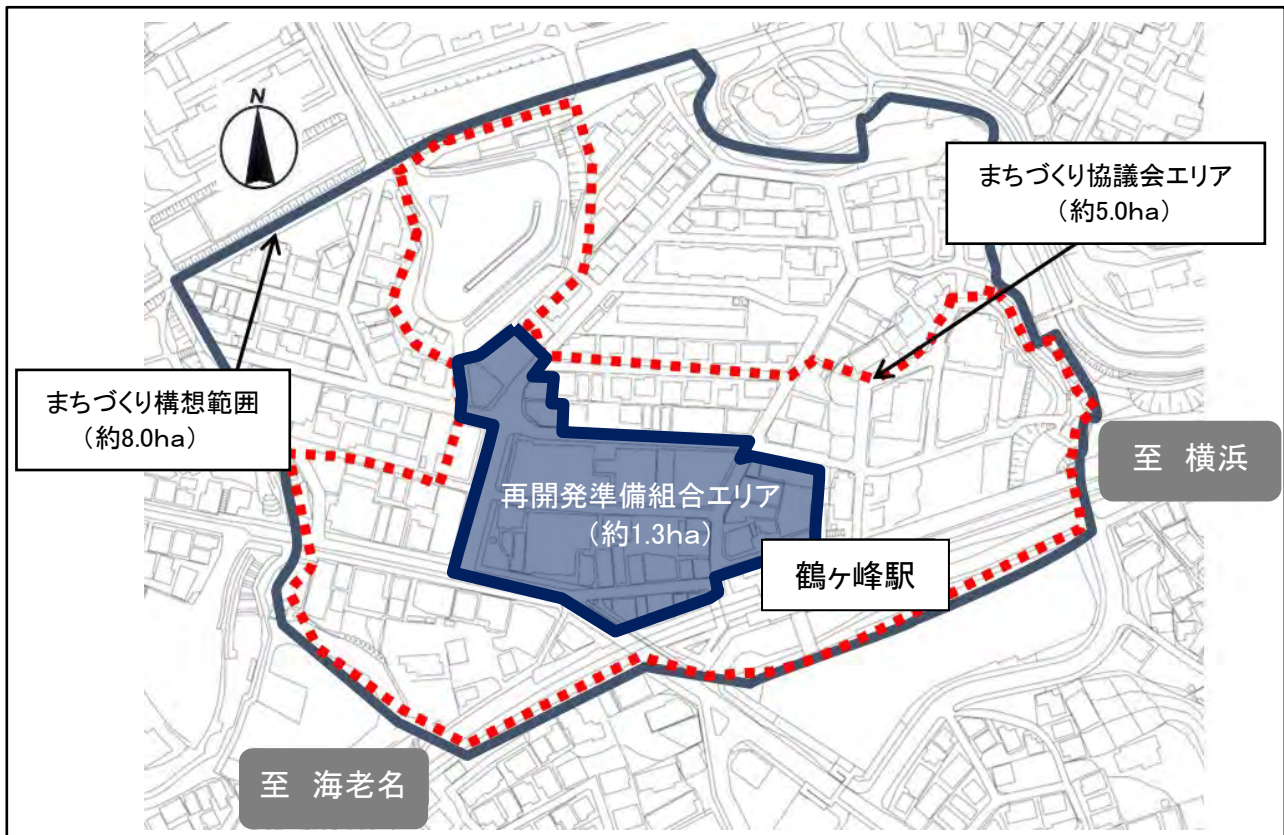 N
まちづくり協議会エリア
（約5.0ha）
まちづくり構想範囲
（約8.0ha）
至 横浜
再開発準備組合エリア
（約1.3ha）
鶴ヶ峰駅
至 海老名